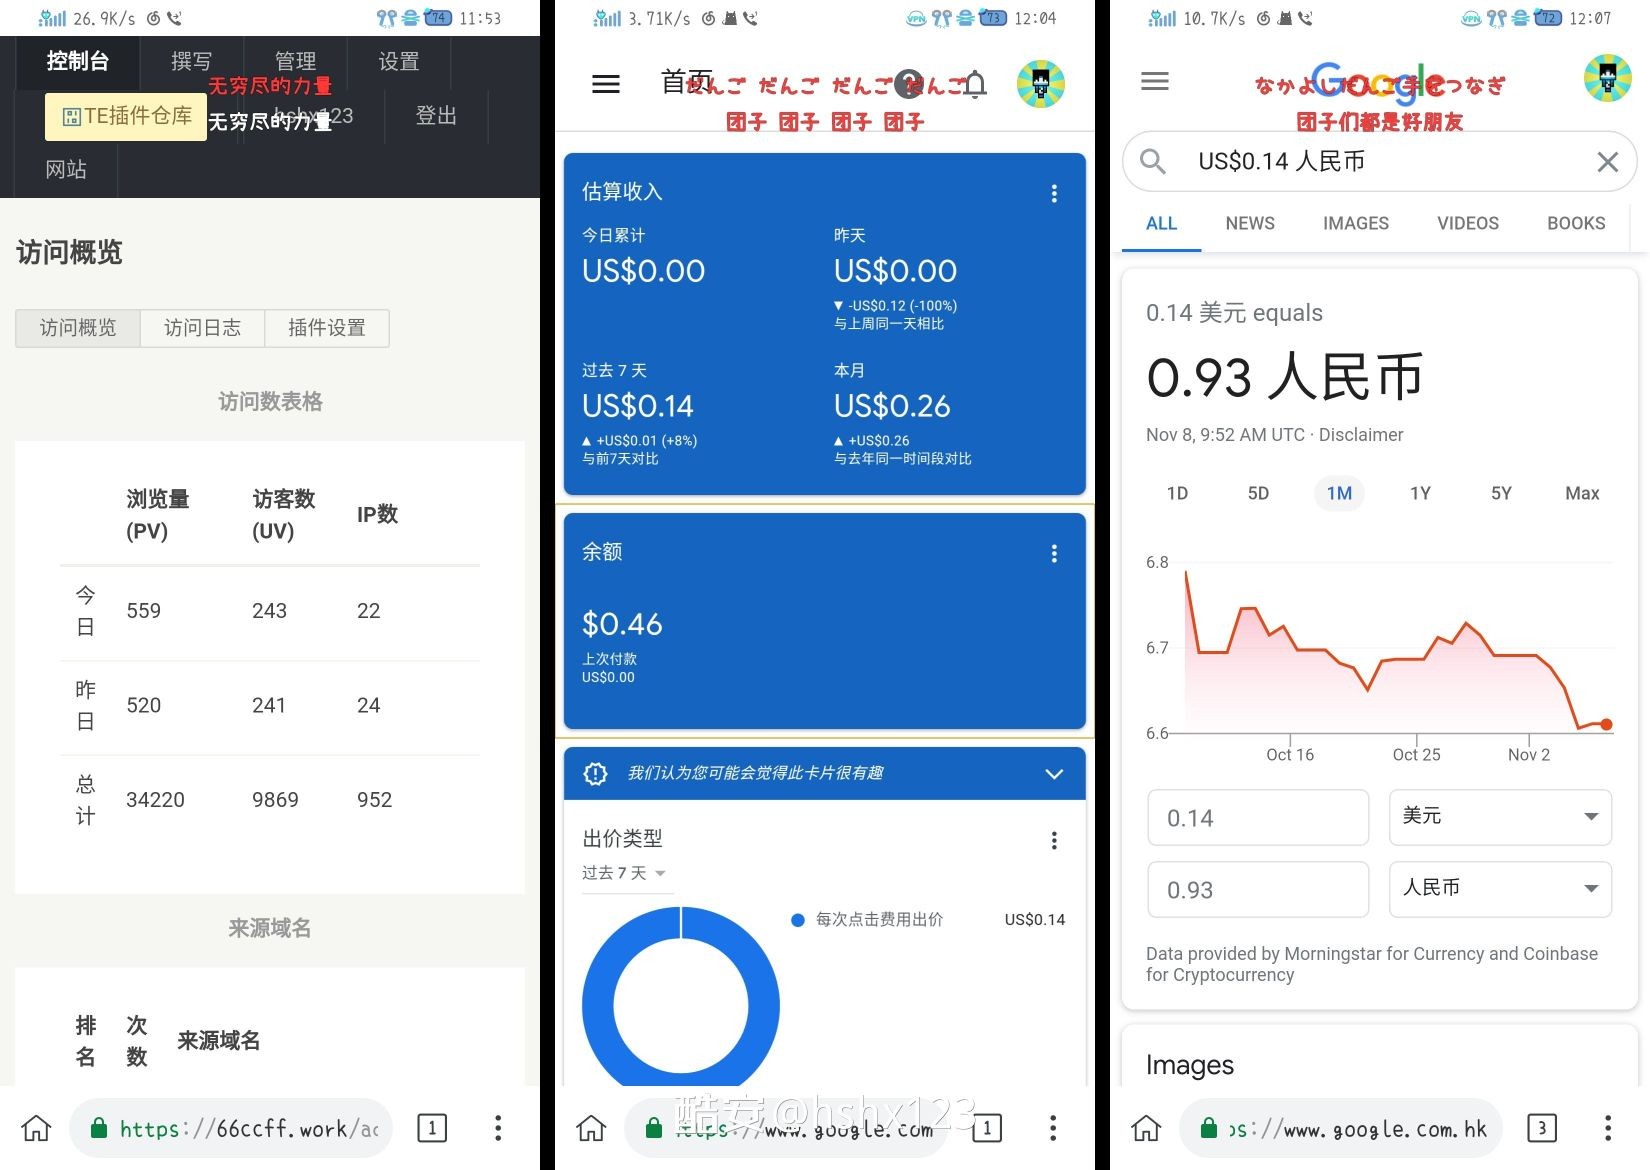 26.9K/s
74
11:53
控制台
撰写
管理
设置
无穷尽的力量
TE插件仓库
无穷尽的力量
hshx123
登出
网站
访问概览
访问概览
访问日志
插件设置
访问数表格
浏览量
(PV)
访客数
(UV)
IP数
今日
559
243
22
昨日
520
241
24
总计
34220
9869
952
来源域名
排名
次数
来源域名
https://66ccff.work/ad
1
3.71K/s
VPN
73
12:04
首页
だんご だんご だんご だんご
团子 团子 团子 团子
估算收入
今日累计
US$0.00
昨天
US$0.00
▼ -US$0.12 (-100%)
与上周同一天相比
过去 7 天
US$0.14
▲ +US$0.01 (+8%)
与前7天对比
本月
US$0.26
▲ +US$0.26
与去年同一时间段对比
余额
$0.46
上次付款
US$0.00
我们认为您可能会觉得此卡片很有趣
出价类型
过去 7 天
每次点击费用出价
US$0.14
酷安@hshx123
https://www.google.com
1
10.7K/s
VPN
72
12:07
Google
なかよしだんご手をつなぎ
团子们都是好朋友
US$0.14 人民币
ALL
NEWS
IMAGES
VIDEOS
BOOKS
0.14 美元 equals
0.93 人民币
Nov 8, 9:52 AM UTC · Disclaimer
1D
5D
1M
1Y
5Y
Max
6.8
6.7
6.6
Oct 16
Oct 25
Nov 2
0.14
美元
0.93
人民币
Data provided by Morningstar for Currency and Coinbase
for Cryptocurrency
Images
ps://www.google.com.hk
3